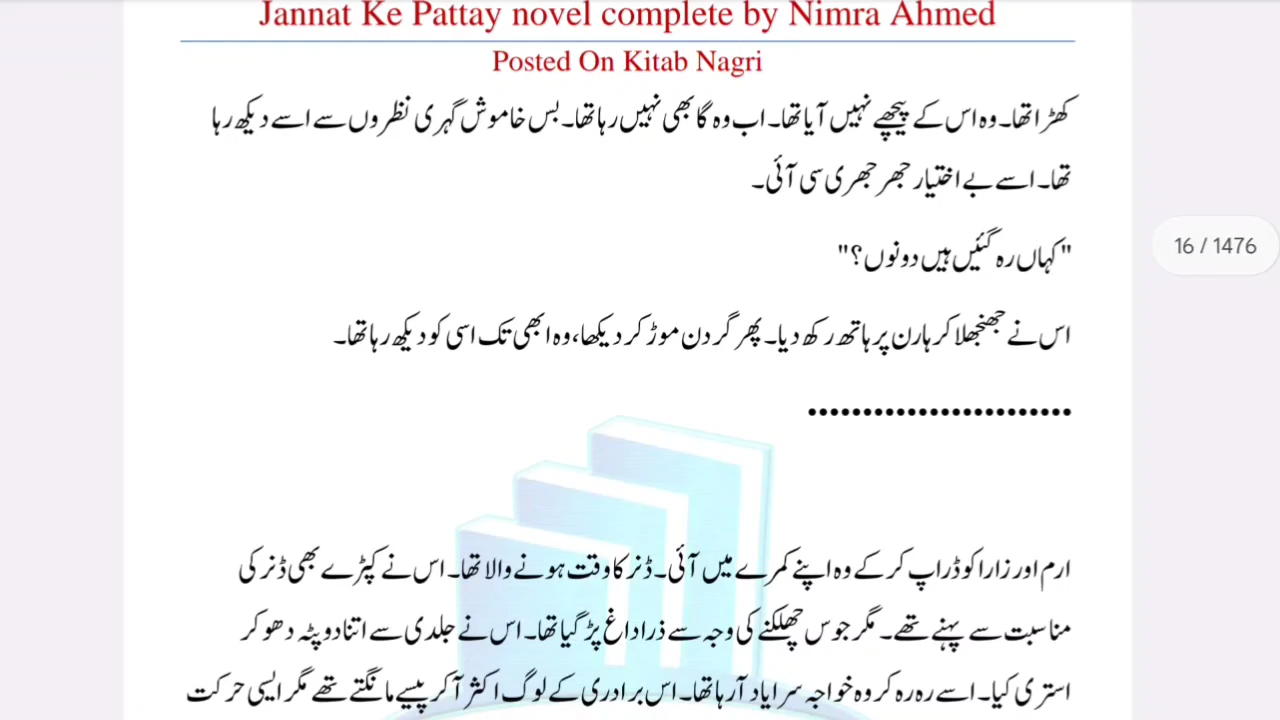 Jannat Ke Pattay novel complete by Nimra Ahmed
Posted On Kitab Nagri
کھڑا تھا۔ وہ اس کے پیچھے نہیں آیا تھا۔ اب وہ گا بھی نہیں رہا تھا۔ بس خاموش گہری نظروں سے اسے دیکھ رہا
تھا۔ اسے بے اختیار جھر جھری سی آئی۔
16 / 1476
"کہاں رہ گئیں ہیں دونوں؟"
اس نے جھنجھلا کر ہارن پر ہاتھ رکھ دیا۔ پھر گردن موڑ کر دیکھا، وہ ابھی تک اسی کو دیکھ رہا تھا۔
........................
ارم اور زارا کو ڈراپ کر کے وہ اپنے کمرے میں آئی۔ ڈنر کا وقت ہونے والا تھا۔ اس نے کپڑے بھی ڈنر کی
مناسبت سے پہنے تھے۔ مگر جوس چھلکنے کی وجہ سے ذرا داغ پڑ گیا تھا۔ اس نے جلدی سے اتنا دوپٹہ دھو کر
استری کیا۔ اسے رہ رہ کر وہ خواجہ سرا یاد آ رہا تھا۔ اس برادری کے لوگ اکثر آ کر پیسے مانگتے تھے مگر ایسی حرکت